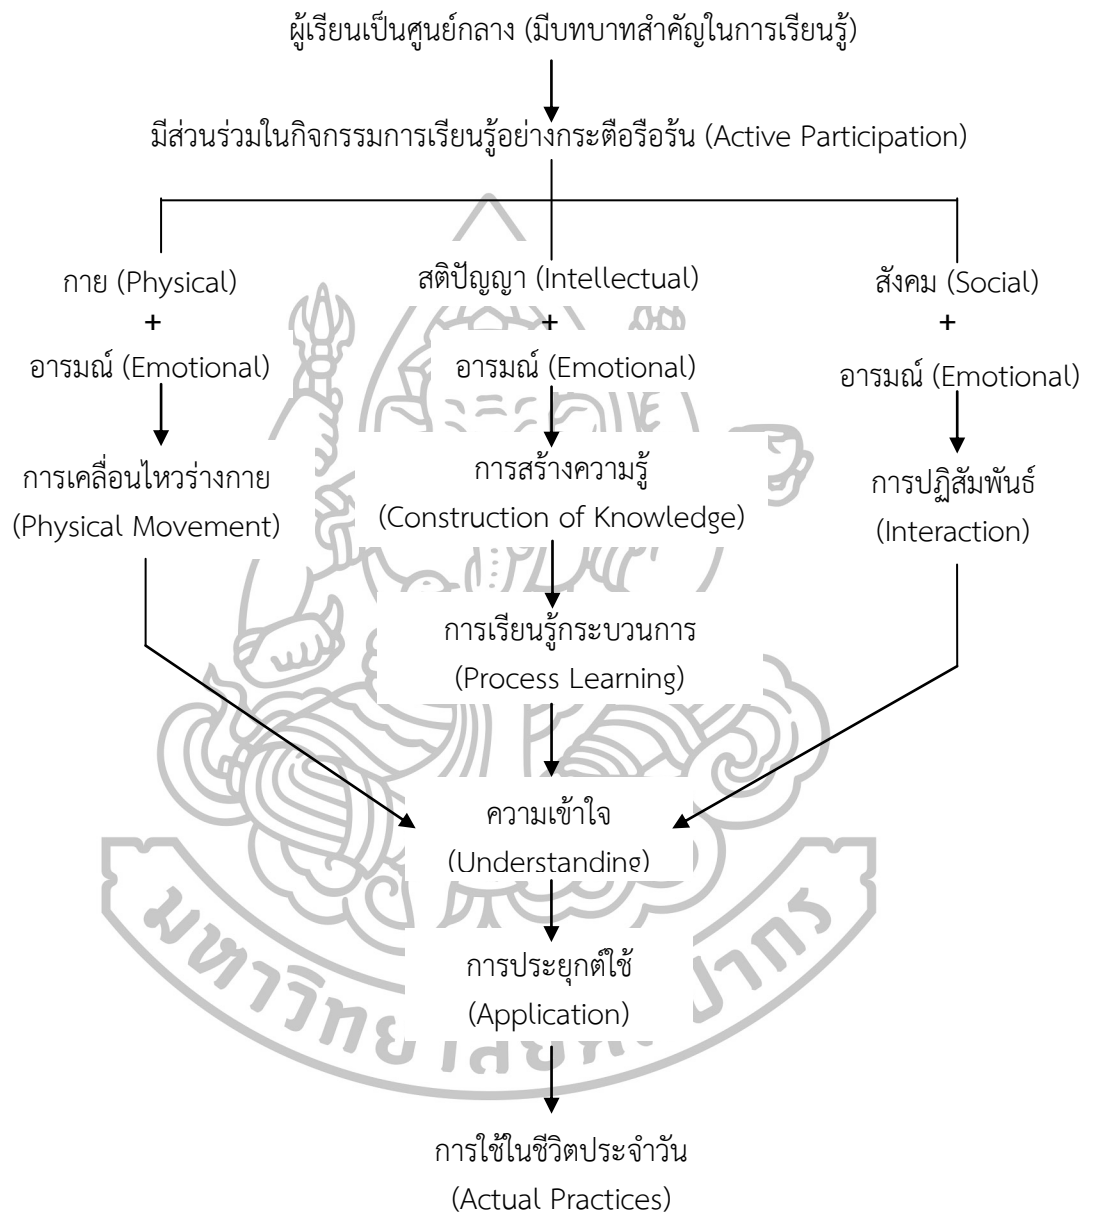 ผู้เรียนเป็นศูนย์กลาง (มีบทบาทสำคัญในการเรียนรู้)
มีส่วนร่วมในกิจกรรมการเรียนรู้อย่างกระตือรือร้น (Active Participation)
กาย (Physical)
+
อารมณ์ (Emotional)
การเคลื่อนไหวร่างกาย
(Physical Movement)
สติปัญญา (Intellectual)
+
อารมณ์ (Emotional)
การสร้างความรู้
(Construction of Knowledge)
การเรียนรู้กระบวนการ
(Process Learning)
สังคม (Social)
+
อารมณ์ (Emotional)
การปฏิสัมพันธ์
(Interaction)
ความเข้าใจ
(Understanding)
การประยุกต์ใช้
(Application)
การใช้ในชีวิตประจำวัน
(Actual Practices)